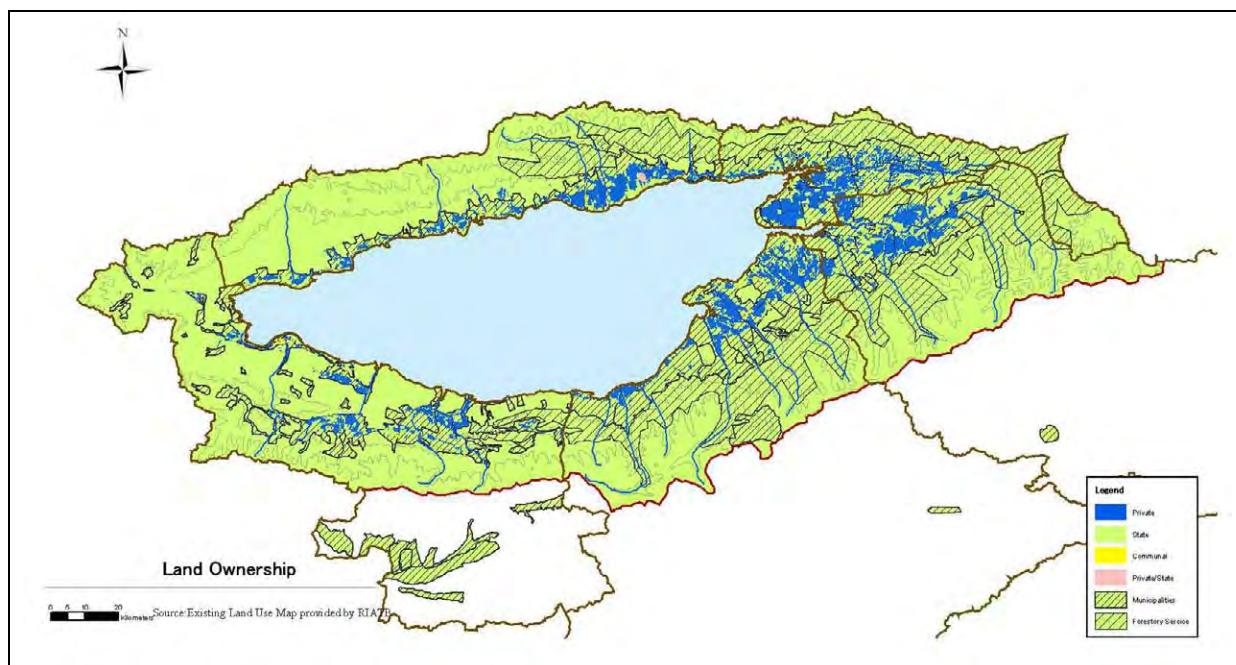 N
Land Ownership
0 5 10 20
Kilometers
Source:Existing Land Use Map provided by RIATB
Legend
Private
State
Communal
Private/State
Municipalities
Forestory Service